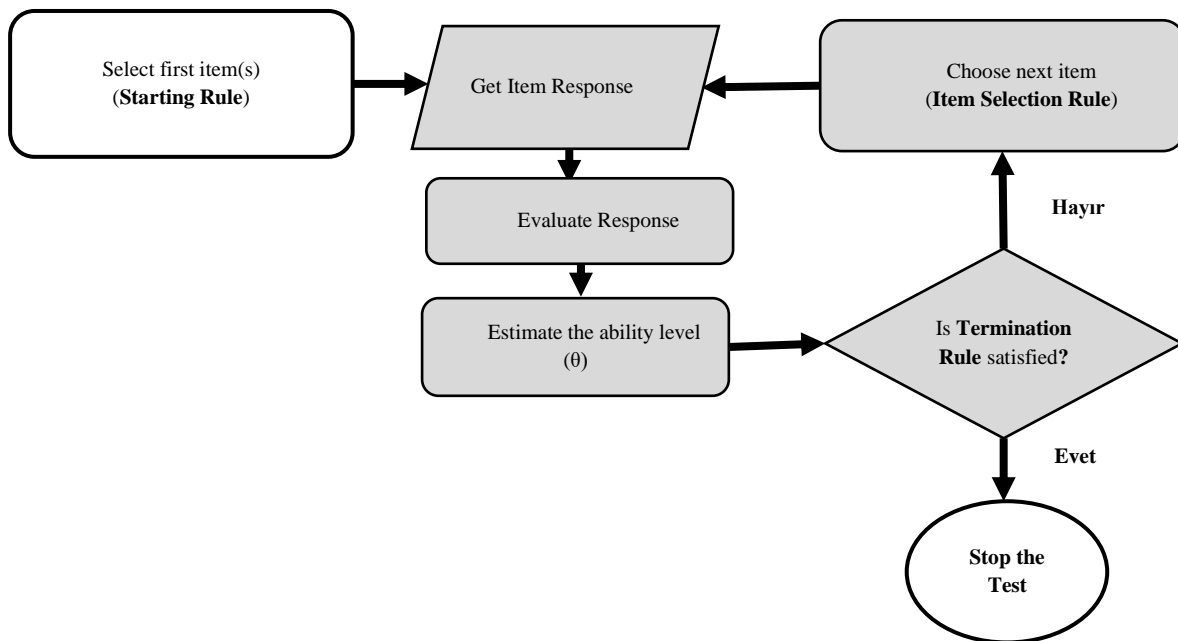 Select first item(s)
(Starting Rule)
Get Item Response
Choose next item
(Item Selection Rule)
Evaluate Response
Hayır
Estimate the ability level
(θ)
Is Termination
Rule satisfied?
Evet
Stop the
Test